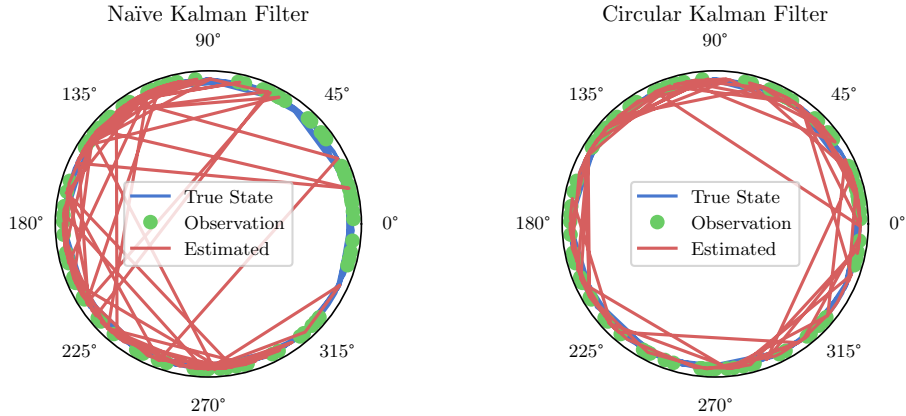 Naïve Kalman Filter
90°
135°
45°
180°
0°
225°
315°
270°
True State
Observation
Estimated
Circular Kalman Filter
90°
135°
45°
180°
0°
225°
315°
270°
True State
Observation
Estimated